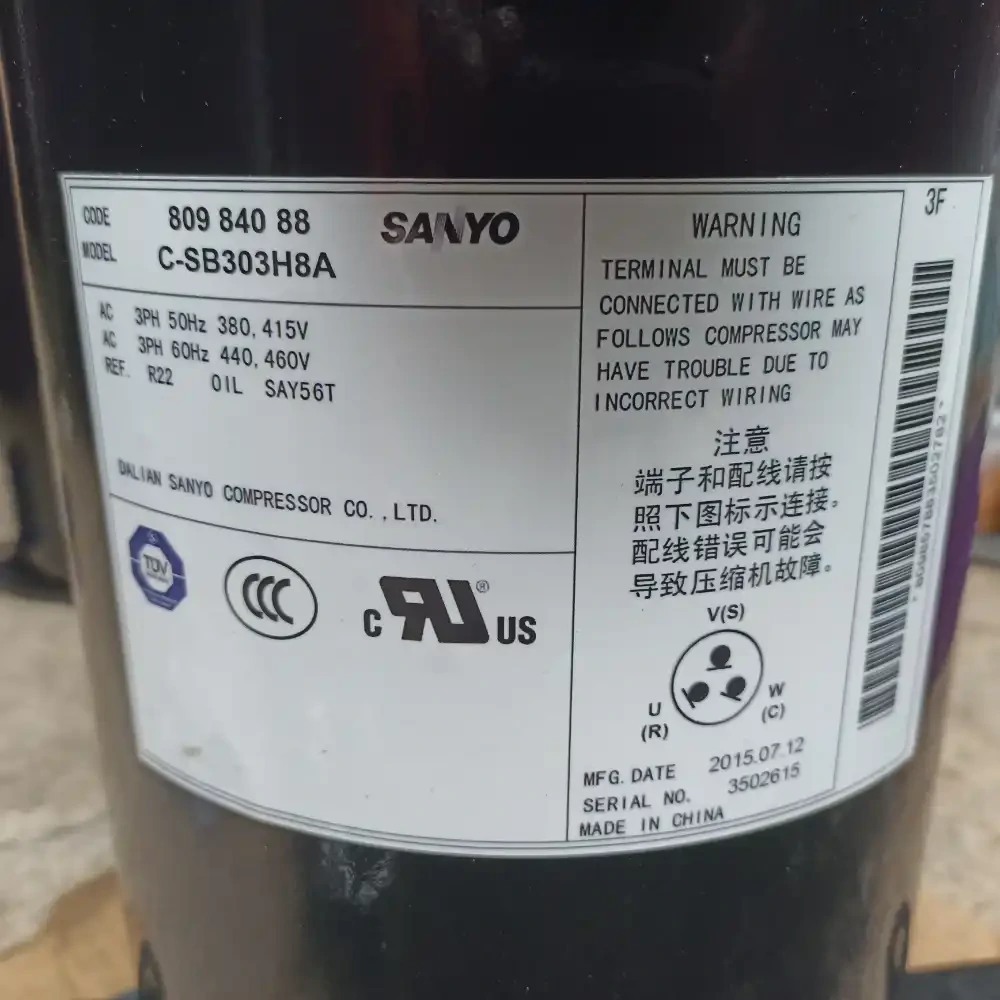 CODE 809 840 88 SANYO
MODEL C-SB303H8A
AC 3PH 50Hz 380, 415V
AC 3PH 60Hz 440, 460V
REF. R22 OIL SAY56T
DALIAN SANYO COMPRESSOR CO., LTD.
TÜV
CCC
C RU ® US
WARNING
TERMINAL MUST BE
CONNECTED WITH WIRE AS
FOLLOWS COMPRESSOR MAY
HAVE TROUBLE DUE TO
INCORRECT WIRING
注意
端子和配线请按
照下图标示连接。
配线错误可能会
导致压缩机故障。
V(S)
U
(R)
W
(C)
MFG. DATE 2015.07.12
SERIAL NO. 3502615
MADE IN CHINA
3F